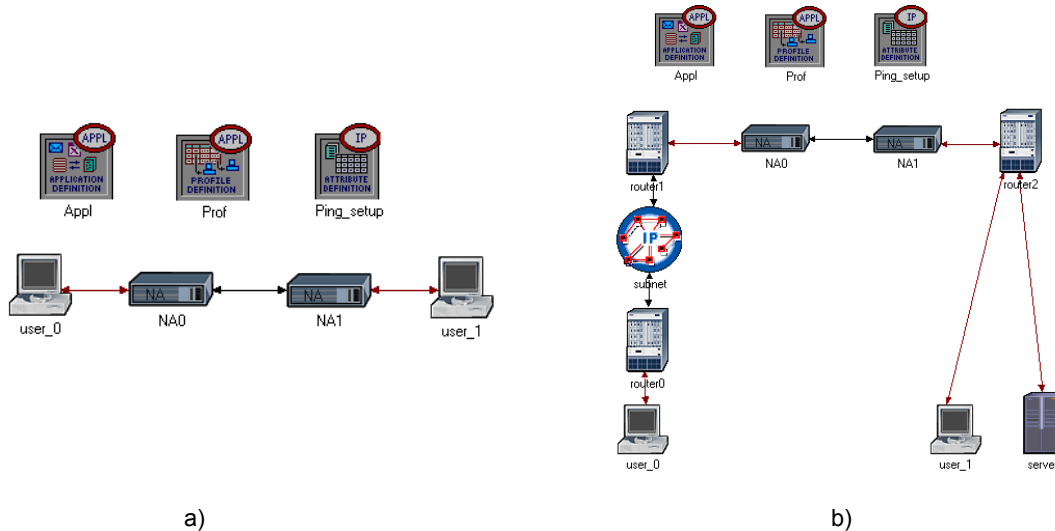 APPL
APPLICATION
DEFINITION
Appl
APPL
PROFILE
DEFINITION
Prof
IP
ATTRIBUTE
DEFINITION
Ping_setup
user_0
NA
NA0
NA
NA1
user_1
a)
APPL
APPLICATION
DEFINITION
Appl
APPL
PROFILE
DEFINITION
Prof
IP
ATTRIBUTE
DEFINITION
Ping_setup
router1
NA
NA0
NA
NA1
router2
IP
subnet
router0
user_0
user_1
serve
b)